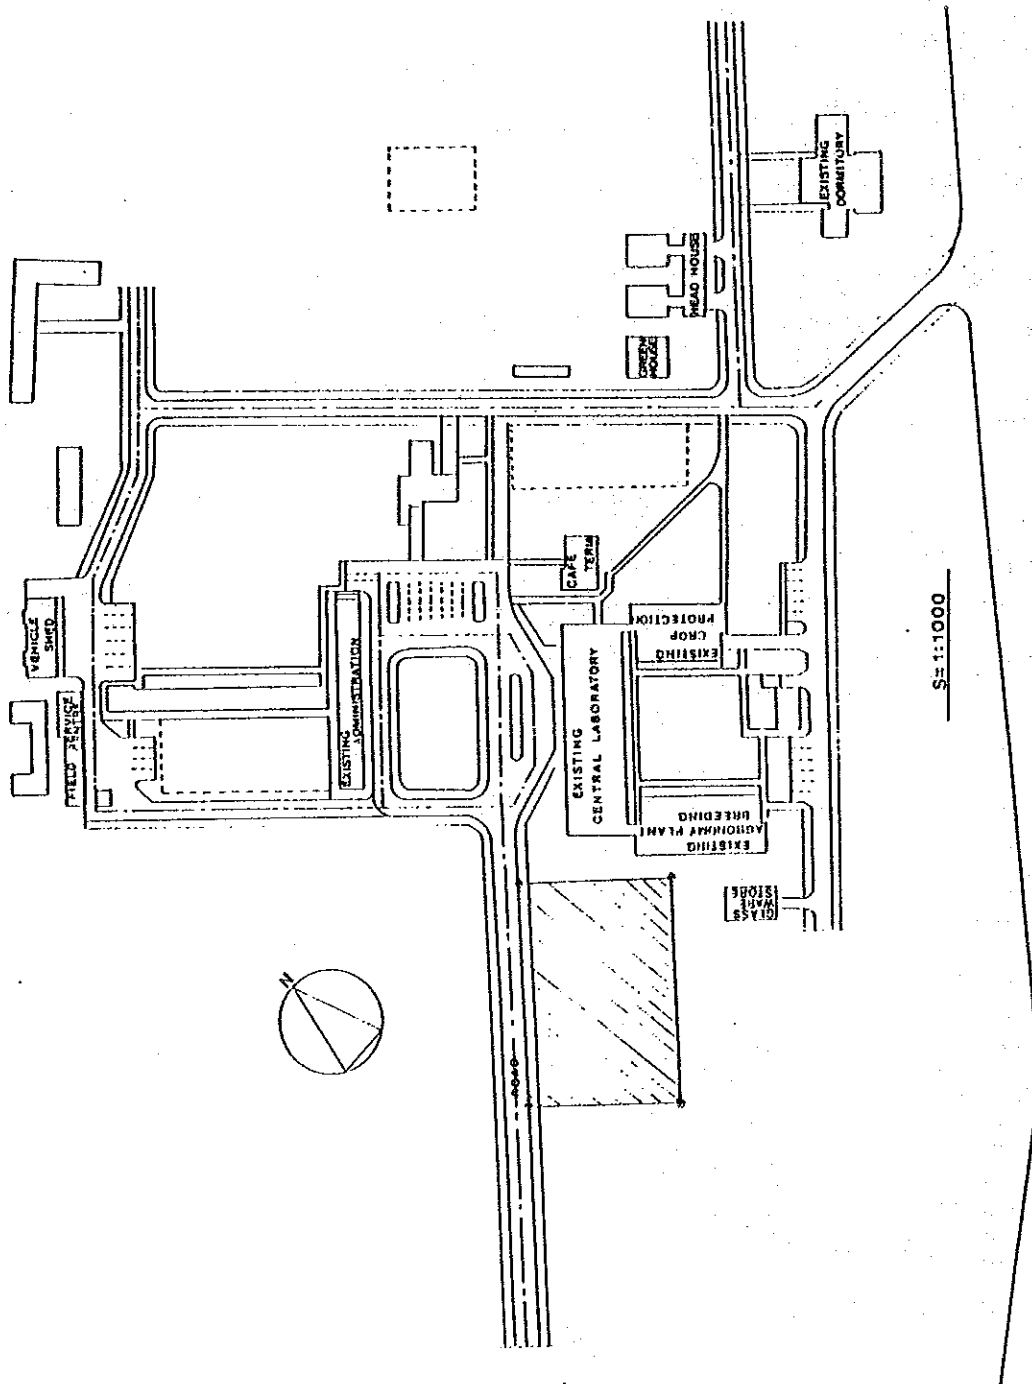 EXISTING
DORMITORY
HEAD HOUSE
GREEN
HOUSE
VEHICLE
SHED
FIELD SERVICE
CENTRE
EXISTING
ADMINISTRATION
CAFE
TERIA
EXISTING
CENTRAL LABORATORY
EXISTING
CROP
PROTECTION
EXISTING
AGRONOMY PLANT
BREEDING
GLASS
WARE
STORE
N
ROAD
S=1:1000